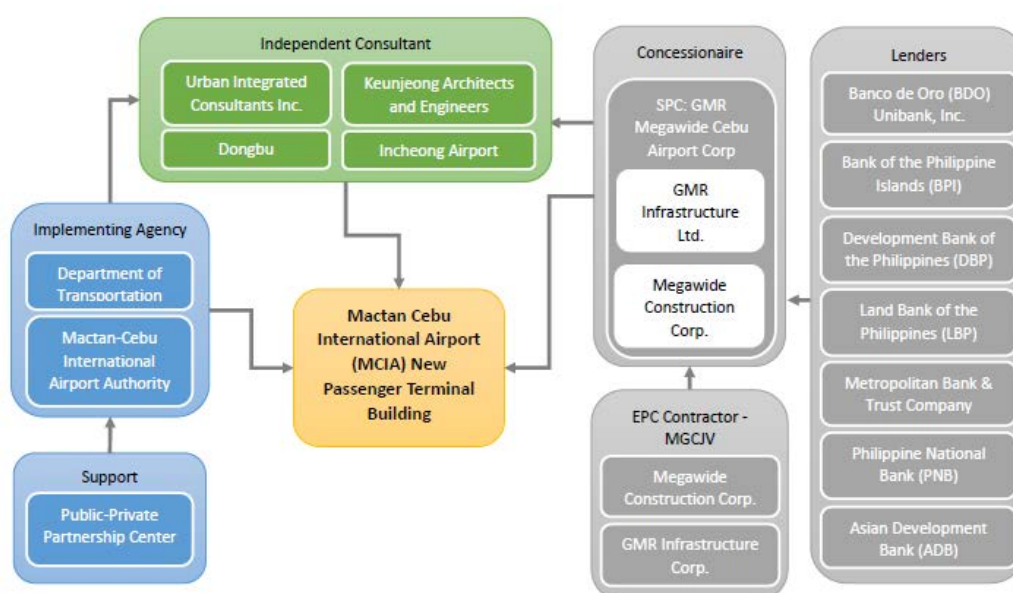 Independent Consultant
Urban Integrated
Consultants Inc.
Keunjeong Architects
and Engineers
Dongbu
Incheong Airport
Implementing Agency
Department of
Transportation
Mactan-Cebu
International
Airport Authority
Support
Public-Private
Partnership Center
Mactan Cebu
International Airport
(MCIA) New
Passenger Terminal
Building
Concessionaire
SPC: GMR
Megawide Cebu
Airport Corp
GMR
Infrastructure
Ltd.
Megawide
Construction
Corp.
EPC Contractor -
MGCJV
Megawide
Construction Corp.
GMR Infrastructure
Corp.
Lenders
Banco de Oro (BDO)
Unibank, Inc.
Bank of the Philippine
Islands (BPI)
Development Bank of
the Philippines (DBP)
Land Bank of the
Philippines (LBP)
Metropolitan Bank &
Trust Company
Philippine National
Bank (PNB)
Asian Development
Bank (ADB)